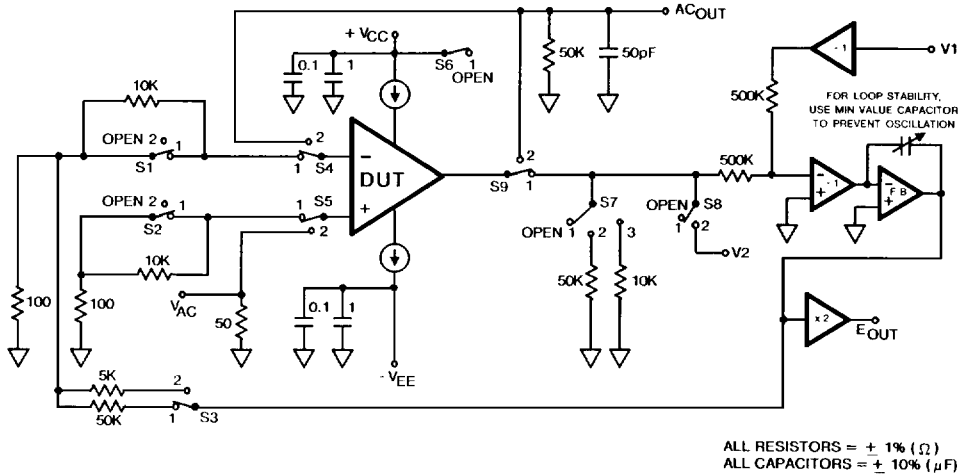 ACOUT
+ VCC
S6
1
OPEN
0.1
1
50K
50pF
- 1
V1
500K
FOR LOOP STABILITY,
USE MIN VALUE CAPACITOR
TO PREVENT OSCILLATION
10K
OPEN 2
1
S1
2
1
S4
−
DUT
+
2
1
S9
500K
−
+
- 1
−
+
F B
OPEN 2
1
S2
1
S5
2
10K
OPEN
1
S7
2
3
OPEN
S8
1
2
V2
50K
10K
100
100
VAC
50
0.1
1
- VEE
x 2
EOUT
5K
2
50K
1
S3
ALL RESISTORS = ± 1% (Ω)
ALL CAPACITORS = ± 10% (μF)